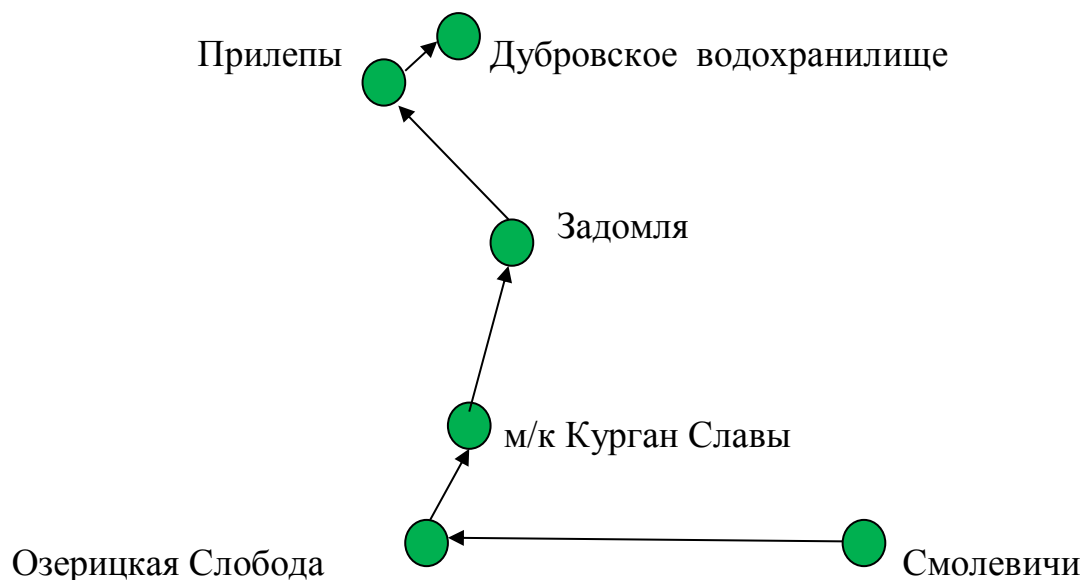 Прилепы
Дубровское водохранилище
Задомля
м/к Курган Славы
Озерицкая Слобода
Смолевичи